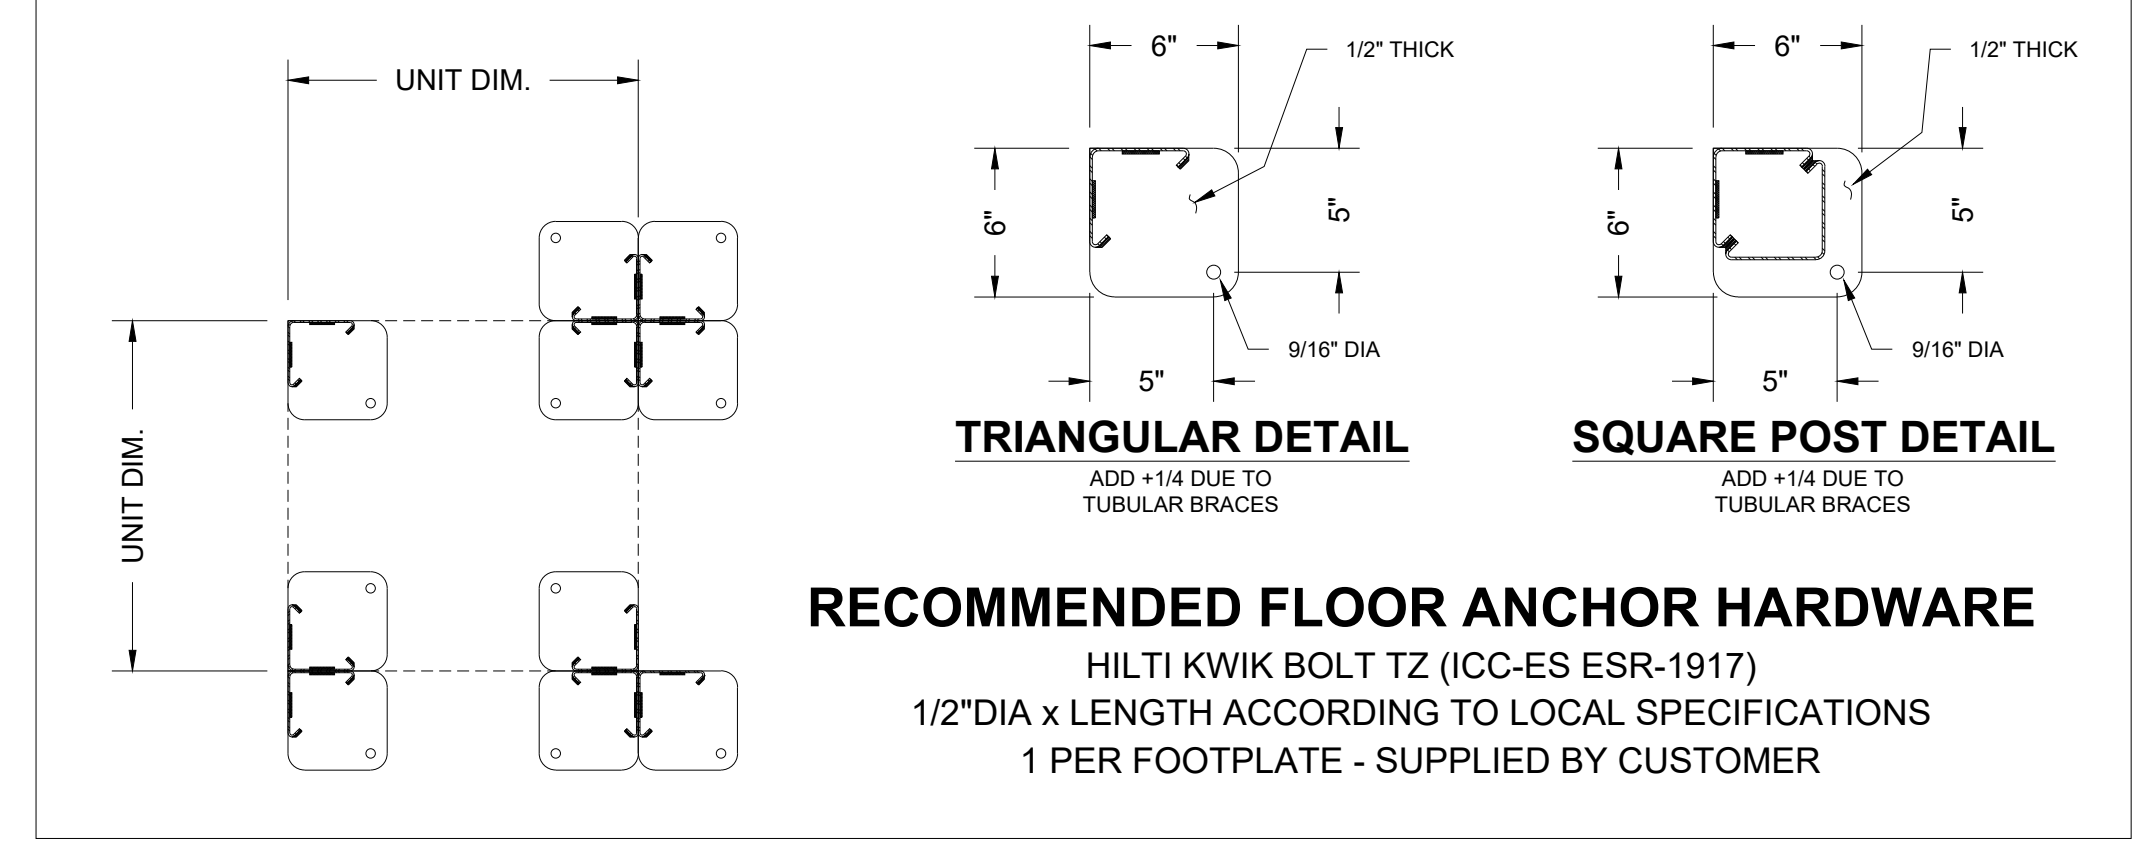 UNIT DIM.
UNIT DIM.
6"
1/2" THICK
6"
5"
9/16" DIA
5"
TRIANGULAR DETAIL
ADD +1/4 DUE TO
TUBULAR BRACES
6"
1/2" THICK
6"
5"
9/16" DIA
5"
SQUARE POST DETAIL
ADD +1/4 DUE TO
TUBULAR BRACES
RECOMMENDED FLOOR ANCHOR HARDWARE
HILTI KWIK BOLT TZ (ICC-ES ESR-1917)
1/2"DIA x LENGTH ACCORDING TO LOCAL SPECIFICATIONS
1 PER FOOTPLATE - SUPPLIED BY CUSTOMER